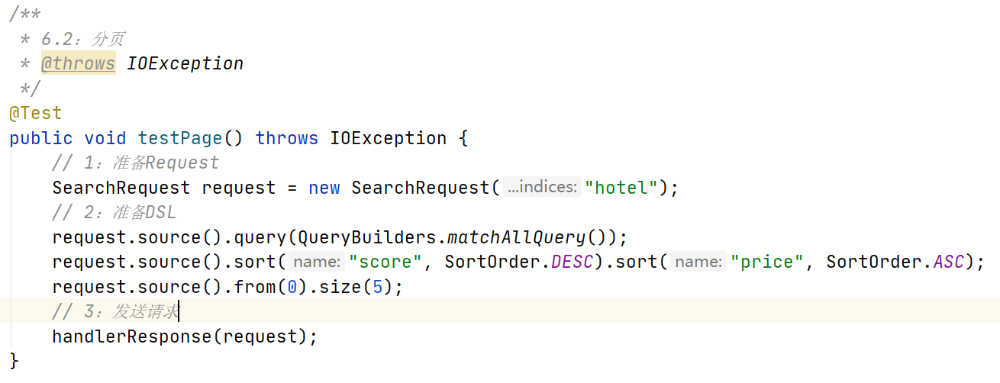 /**
 * 6.2：分页
 * @throws IOException
 */
@Test
public void testPage() throws IOException {
    // 1：准备Request
    SearchRequest request = new SearchRequest( ...indices: "hotel");
    // 2：准备DSL
    request.source().query(QueryBuilders.matchAllQuery());
    request.source().sort( name: "score", SortOrder.DESC).sort( name: "price", SortOrder.ASC);
    request.source().from(0).size(5);
    // 3：发送请求
    handlerResponse(request);
}